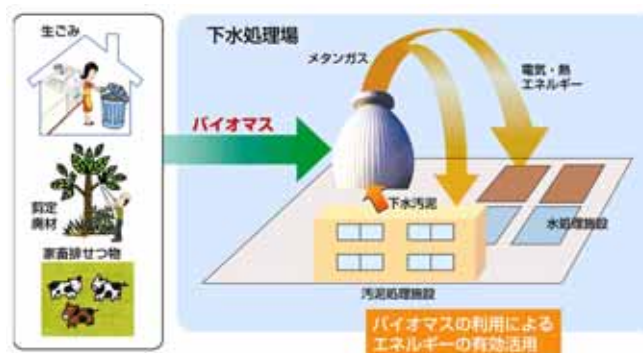 生ごみ
剪定
廃材
家畜排せつ物
バイオマス
下水処理場
メタンガス
電気・熱
エネルギー
下水汚泥
水処理施設
汚泥処理施設
バイオマスの利用による
エネルギーの有効活用